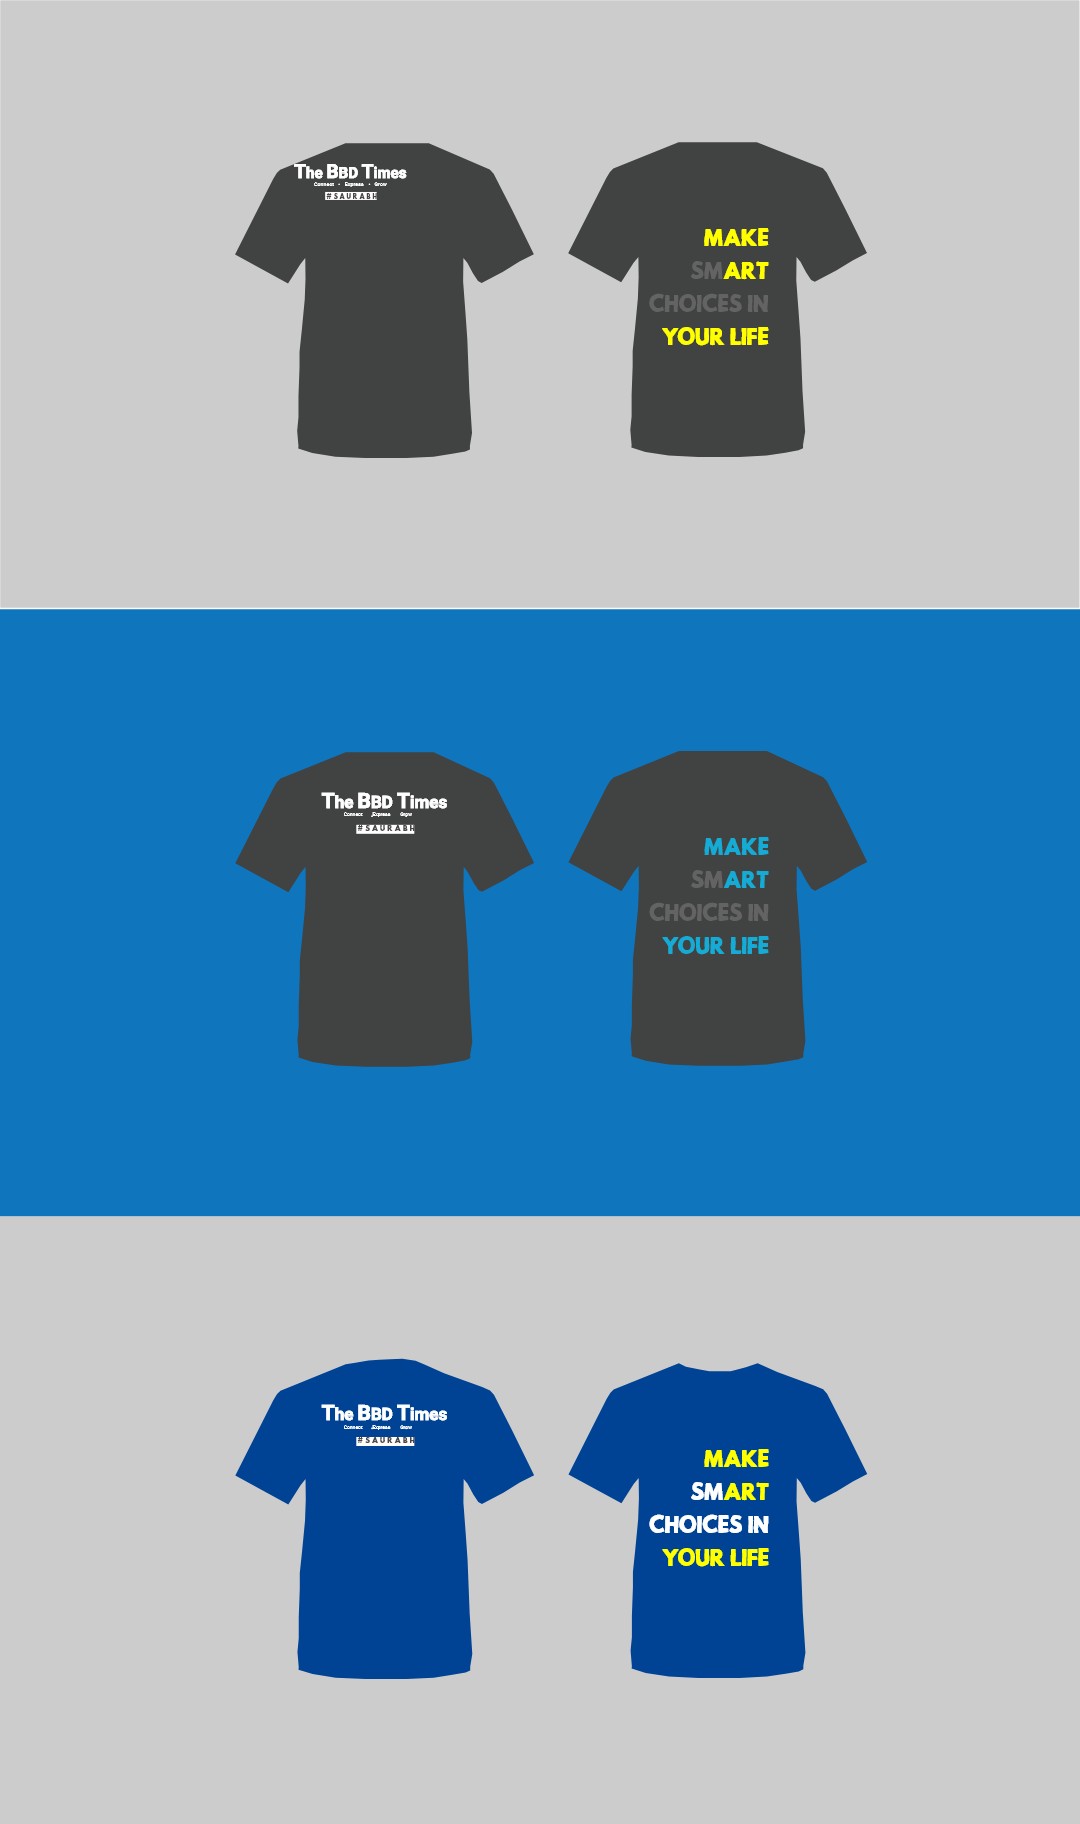 The BBD Times
Connect • Express • Grow
#SAURABH
MAKE
SMART
CHOICES IN
YOUR LIFE
The BBD Times
Connect Express Grow
#SAURABH
MAKE
SMART
CHOICES IN
YOUR LIFE
The BBD Times
Connect Express Grow
#SAURABH
MAKE
SMART
CHOICES IN
YOUR LIFE